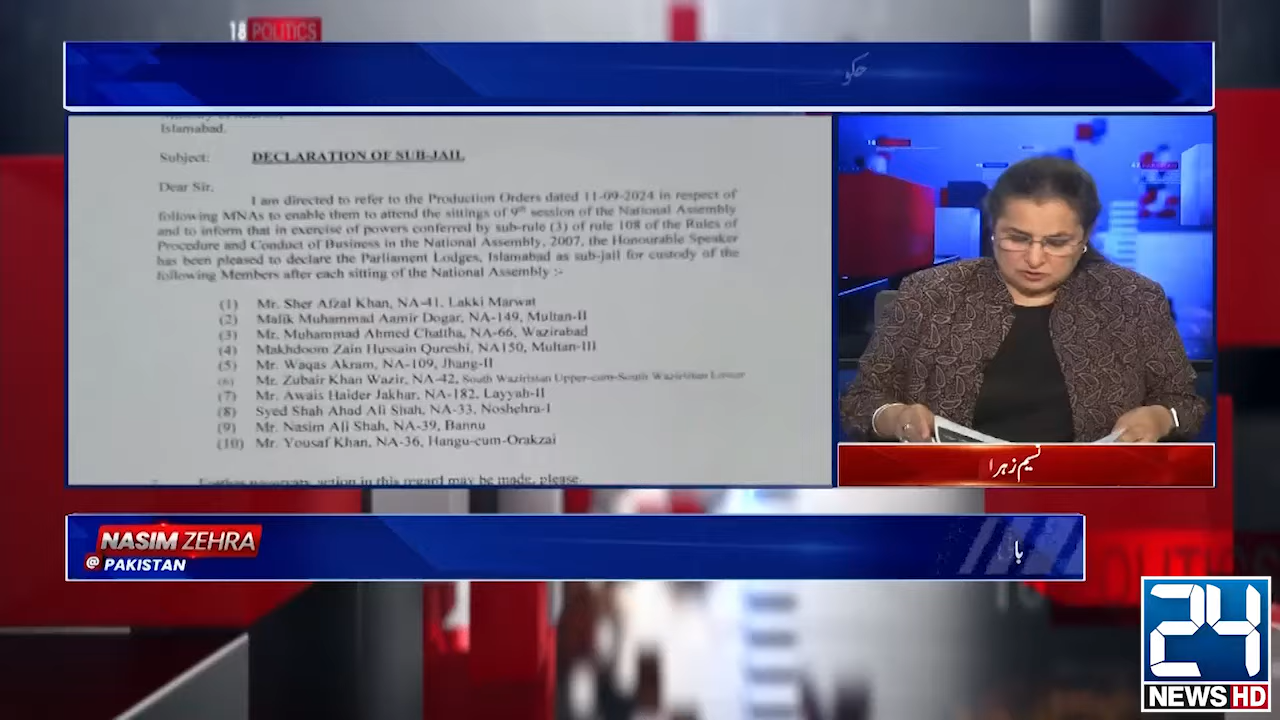 18 POLITICS
حکو
Islamabad.
Subject: DECLARATION OF SUB-JAIL
Dear Sir,
I am directed to refer to the Production Orders dated 11-09-2024 in respect of
following MNAs to enable them to attend the sittings of 9th session of the National Assembly
and to inform that in exercise of powers conferred by sub-rule (3) of rule 108 of the Rules of
Procedure and Conduct of Business in the National Assembly, 2007, the Honourable Speaker
has been pleased to declare the Parliament Lodges, Islamabad as sub-jail for custody of the
following Members after each sitting of the National Assembly :-
(1) Mr. Sher Afzal Khan, NA-41, Lakki Marwat
(2) Malik Muhammad Aamir Dogar, NA-149, Multan-II
(3) Mr. Muhammad Ahmed Chattha, NA-66, Wazirabad
(4) Makhdoom Zain Hussain Qureshi, NA150, Multan-III
(5) Mr. Waqas Akram, NA-109, Jhang-II
(6) Mr. Zubair Khan Wazir, NA-42, South Waziristan Upper-cum-South Waziristan Lower
(7) Mr. Awais Haider Jakhar, NA-182, Layyah-II
(8) Syed Shah Ahad Ali Shah, NA-33, Noshehra-I
(9) Mr. Nasim Ali Shah, NA-39, Bannu
(10) Mr. Yousaf Khan, NA-36, Hangu-cum-Orakzai
action in this regard may be made, please
نسیم زہرا
NASIM ZEHRA
@ PAKISTAN
با
24
NEWS HD